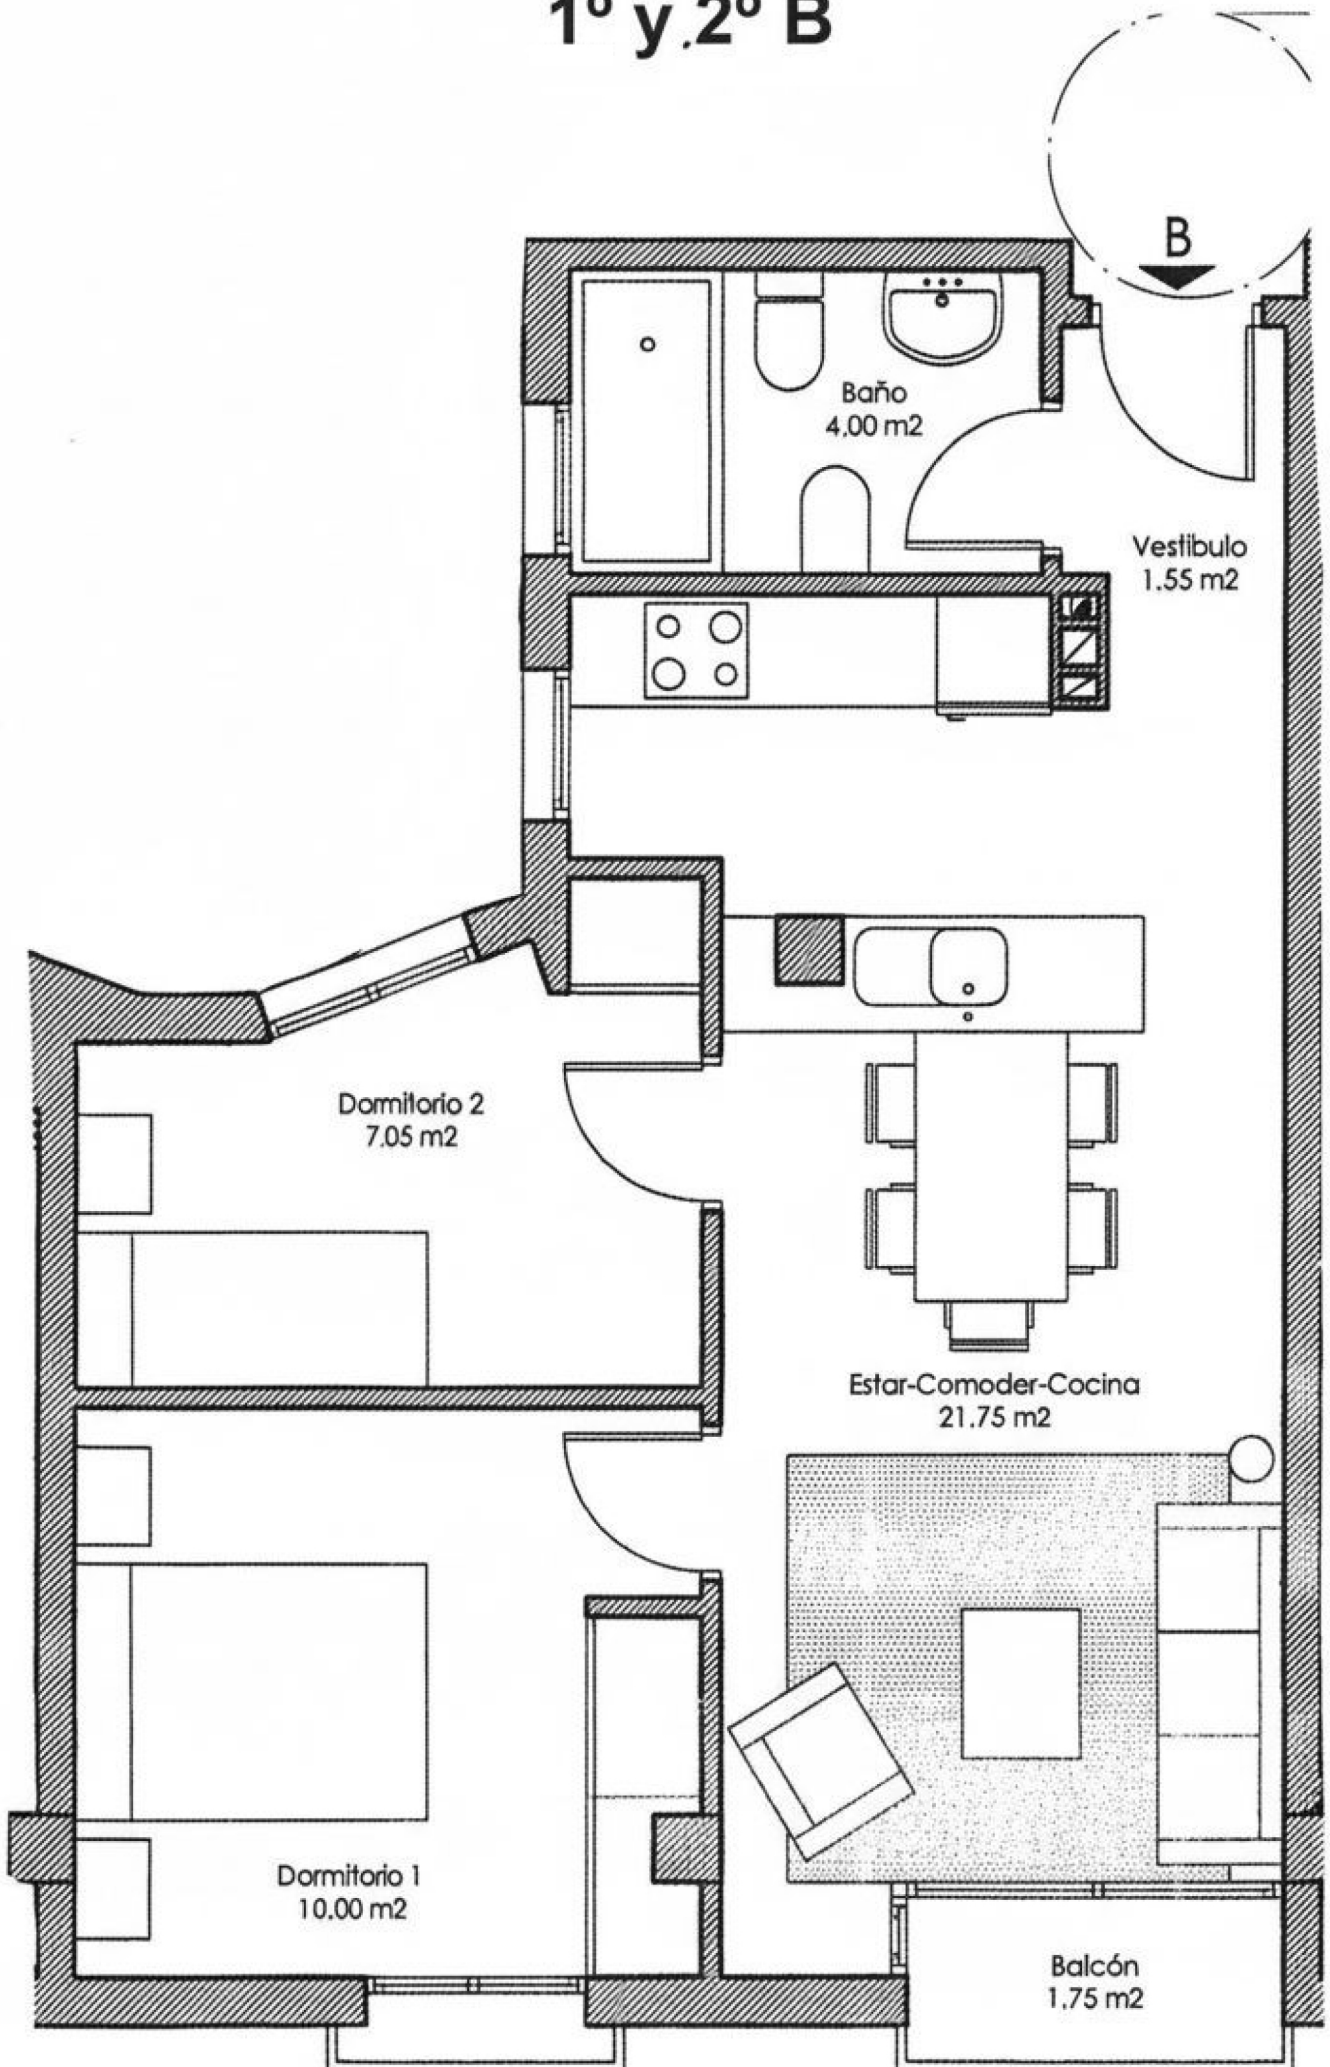 1º y 2º B
B
Baño
4,00 m2
Vestibulo
1.55 m2
Dormitorio 2
7.05 m2
Estar-Comoder-Cocina
21.75 m2
Dormitorio 1
10.00 m2
Balcón
1.75 m2